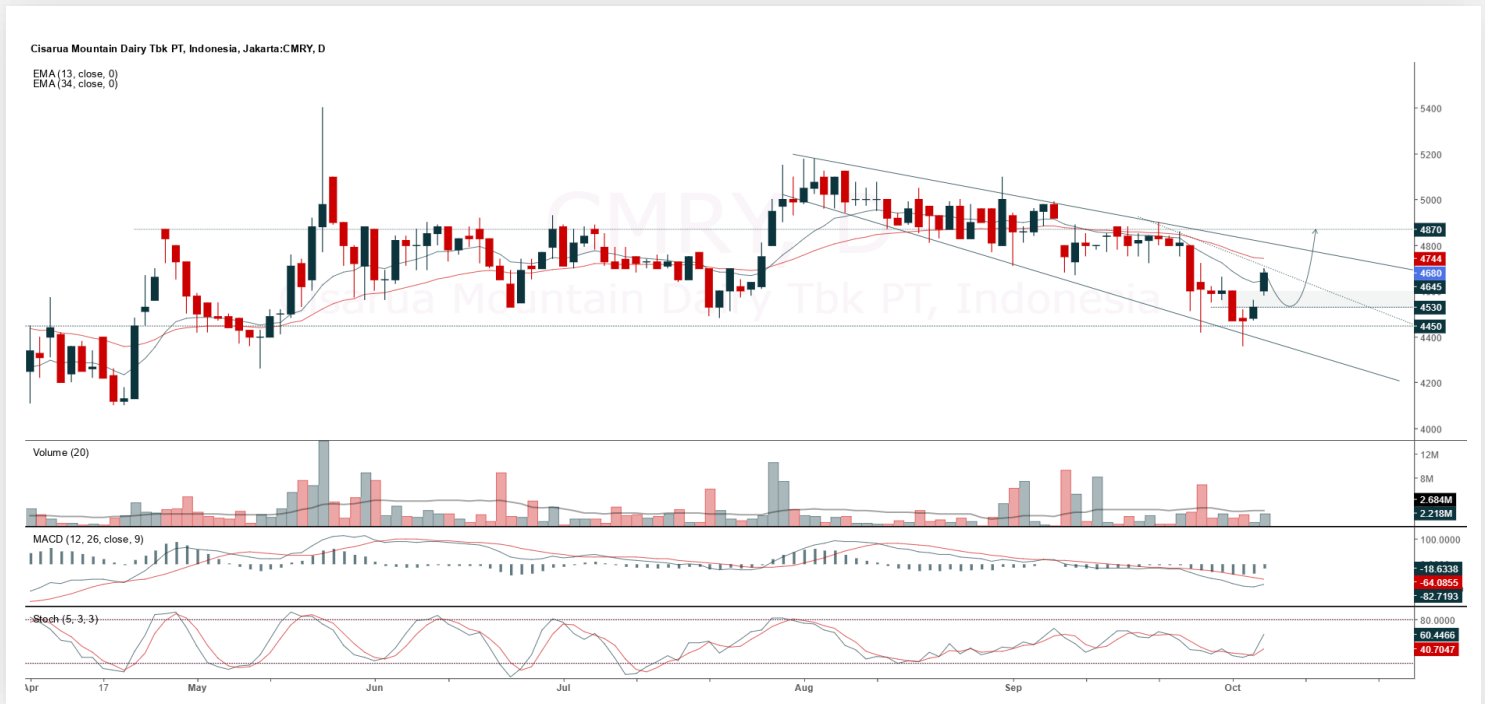 Cisarua Mountain Dairy Tbk PT, Indonesia, Jakarta:CMRY, D
EMA (13, close, 0)
EMA (34, close, 0)
CMRY, D
Cisarua Mountain Dairy Tbk PT, Indonesia
5400
5200
5000
4870
4800
4744
4680
4645
4530
4450
4400
4200
4000
Volume (20)
12M
8M
2.684M
2.218M
MACD (12, 26, close, 9)
100.0000
-18.6338
-64.0855
-82.7193
Stoch (5, 3, 3)
80.0000
60.4466
40.7047
Apr 17 May Jun Jul Aug Sep Oct